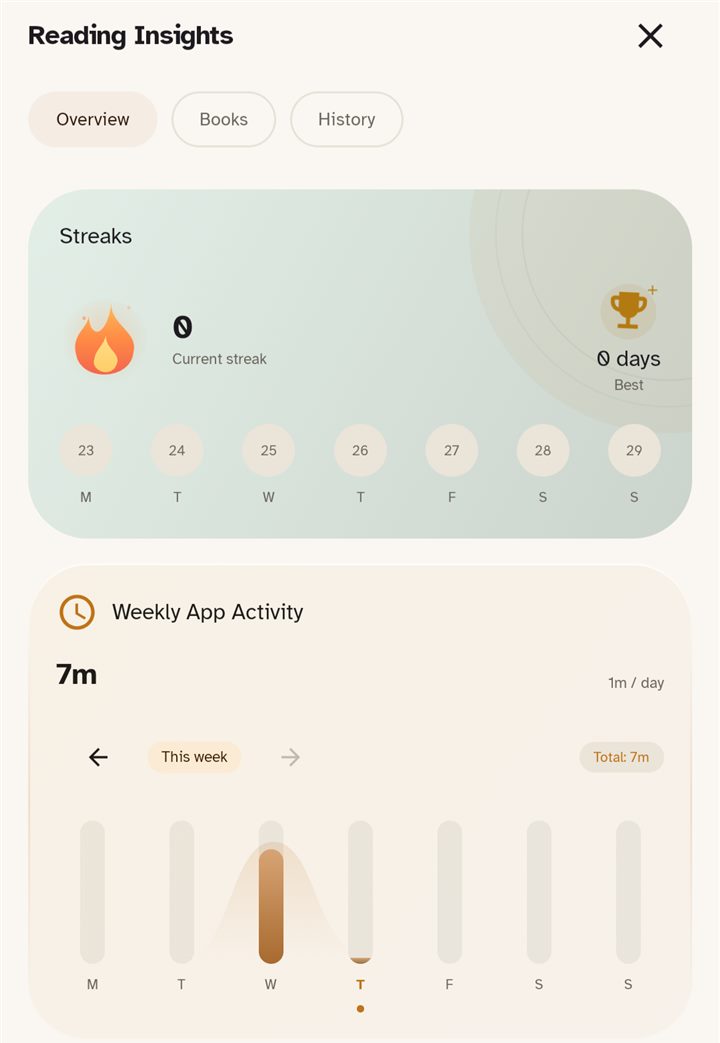 Reading Insights
Overview Books History
Streaks
0
Current streak
0 days
Best
23 24 25 26 27 28 29
M T W T F S S
Weekly App Activity
7m
1m / day
This week
Total: 7m
M T W T F S S